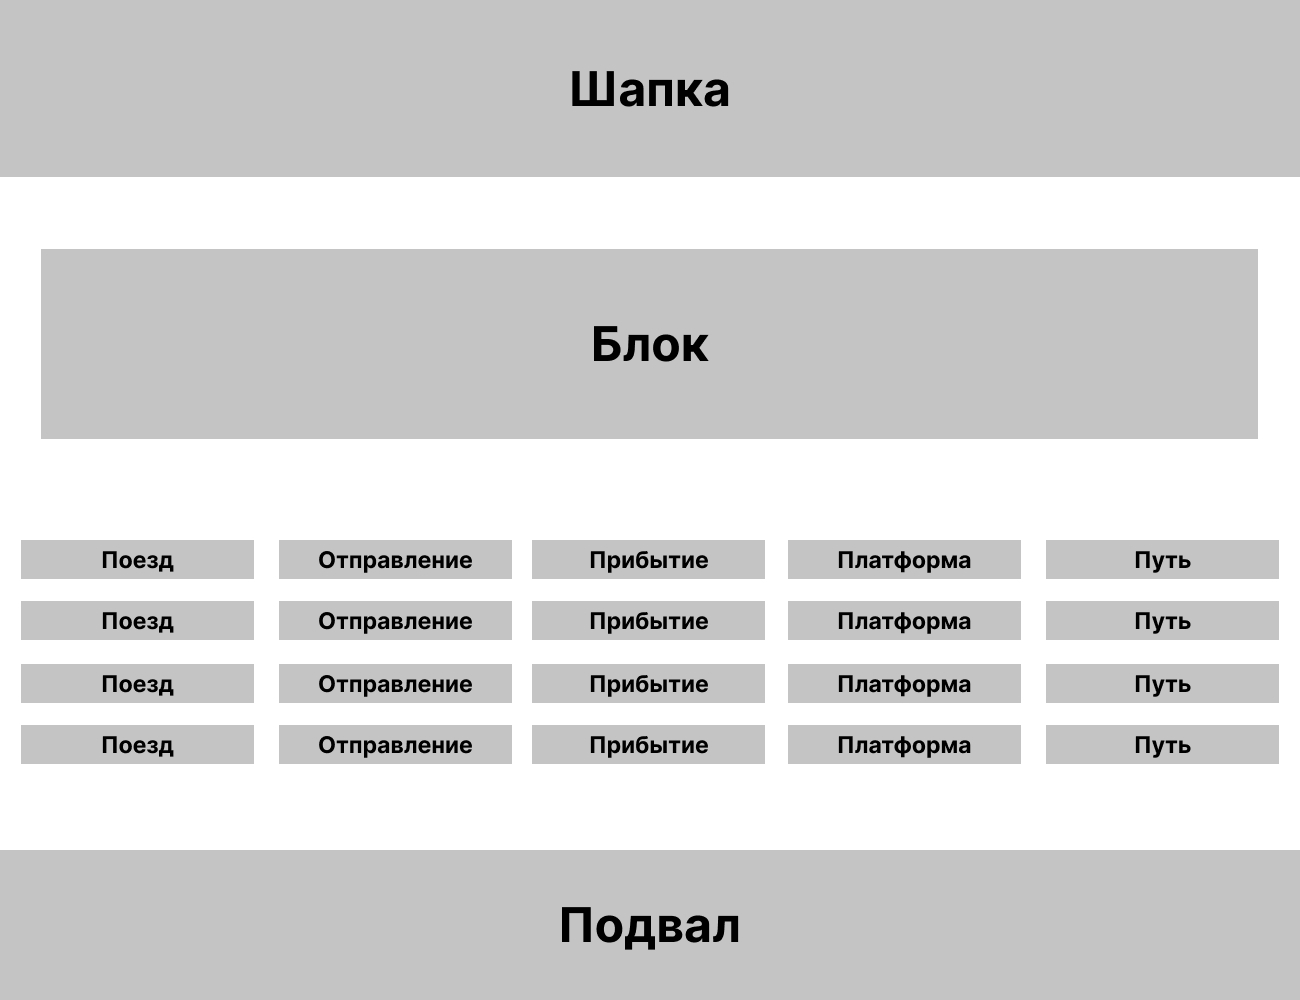 Шапка
Блок
Поезд Отправление Прибытие Платформа Путь
Поезд Отправление Прибытие Платформа Путь
Поезд Отправление Прибытие Платформа Путь
Поезд Отправление Прибытие Платформа Путь
Подвал